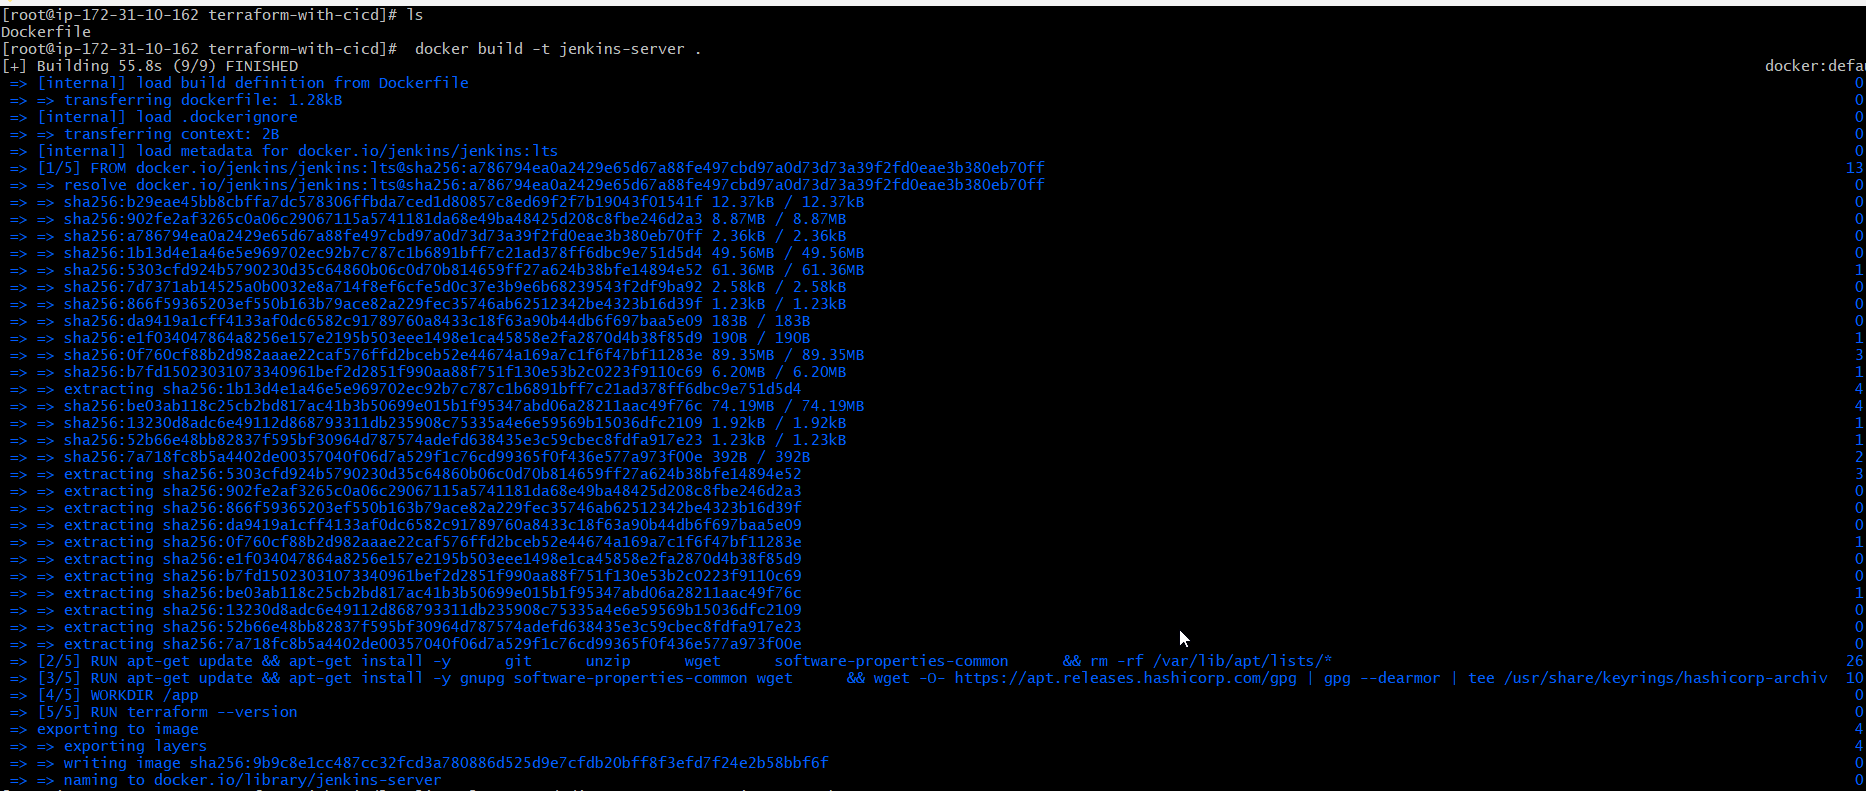 [root@ip-172-31-10-162 terraform-with-cicd]# ls
Dockerfile
[root@ip-172-31-10-162 terraform-with-cicd]#  docker build -t jenkins-server .
[+] Building 55.8s (9/9) FINISHED docker:defau
=> [internal] load build definition from Dockerfile 0
=> => transferring dockerfile: 1.28kB 0
=> [internal] load .dockerignore 0
=> => transferring context: 2B 0
=> [internal] load metadata for docker.io/jenkins/jenkins:lts 0
=> [1/5] FROM docker.io/jenkins/jenkins:lts@sha256:a786794ea0a2429e65d67a88fe497cbd97a0d73d73a39f2fd0eae3b380eb70ff 13
=> => resolve docker.io/jenkins/jenkins:lts@sha256:a786794ea0a2429e65d67a88fe497cbd97a0d73d73a39f2fd0eae3b380eb70ff 0
=> => sha256:b29eae45bb8cbffa7dc578306ffbda7ced1d80857c8ed69f2f7b19043f01541f 12.37kB / 12.37kB 0
=> => sha256:902fe2af3265c0a06c29067115a5741181da68e49ba48425d208c8fbe246d2a3 8.87MB / 8.87MB 0
=> => sha256:a786794ea0a2429e65d67a88fe497cbd97a0d73d73a39f2fd0eae3b380eb70ff 2.36kB / 2.36kB 0
=> => sha256:1b13d4e1a46e5e969702ec92b7c787c1b6891bff7c21ad378ff6dbc9e751d5d4 49.56MB / 49.56MB 0
=> => sha256:5303cfd924b5790230d35c64860b06c0d70b814659ff27a624b38bfe14894e52 61.36MB / 61.36MB 1
=> => sha256:7d7371ab14525a0b0032e8a714f8ef6cfe5d0c37e3b9e6b68239543f2df9ba92 2.58kB / 2.58kB 0
=> => sha256:866f59365203ef550b163b79ace82a229fec35746ab62512342be4323b16d39f 1.23kB / 1.23kB 0
=> => sha256:da9419a1cff4133af0dc6582c91789760a8433c18f63a90b44db6f697baa5e09 183B / 183B 0
=> => sha256:e1f034047864a8256e157e2195b503eee1498e1ca45858e2fa2870d4b38f85d9 190B / 190B 1
=> => sha256:0f760cf88b2d982aaae22caf576ffd2bceb52e44674a169a7c1f6f47bf11283e 89.35MB / 89.35MB 3
=> => sha256:b7fd15023031073340961bef2d2851f990aa88f751f130e53b2c0223f9110c69 6.20MB / 6.20MB 1
=> => extracting sha256:1b13d4e1a46e5e969702ec92b7c787c1b6891bff7c21ad378ff6dbc9e751d5d4 4
=> => sha256:be03ab118c25cb2bd817ac41b3b50699e015b1f95347abd06a28211aac49f76c 74.19MB / 74.19MB 4
=> => sha256:13230d8adc6e49112d868793311db235908c75335a4e6e59569b15036dfc2109 1.92kB / 1.92kB 1
=> => sha256:52b66e48bb82837f595bf30964d787574adefd638435e3c59cbec8fdfa917e23 1.23kB / 1.23kB 1
=> => sha256:7a718fc8b5a4402de00357040f06d7a529f1c76cd99365f0f436e577a973f00e 392B / 392B 2
=> => extracting sha256:5303cfd924b5790230d35c64860b06c0d70b814659ff27a624b38bfe14894e52 3
=> => extracting sha256:902fe2af3265c0a06c29067115a5741181da68e49ba48425d208c8fbe246d2a3 0
=> => extracting sha256:866f59365203ef550b163b79ace82a229fec35746ab62512342be4323b16d39f 0
=> => extracting sha256:da9419a1cff4133af0dc6582c91789760a8433c18f63a90b44db6f697baa5e09 0
=> => extracting sha256:0f760cf88b2d982aaae22caf576ffd2bceb52e44674a169a7c1f6f47bf11283e 1
=> => extracting sha256:e1f034047864a8256e157e2195b503eee1498e1ca45858e2fa2870d4b38f85d9 0
=> => extracting sha256:b7fd15023031073340961bef2d2851f990aa88f751f130e53b2c0223f9110c69 0
=> => extracting sha256:be03ab118c25cb2bd817ac41b3b50699e015b1f95347abd06a28211aac49f76c 1
=> => extracting sha256:13230d8adc6e49112d868793311db235908c75335a4e6e59569b15036dfc2109 0
=> => extracting sha256:52b66e48bb82837f595bf30964d787574adefd638435e3c59cbec8fdfa917e23 0
=> => extracting sha256:7a718fc8b5a4402de00357040f06d7a529f1c76cd99365f0f436e577a973f00e 0
=> [2/5] RUN apt-get update && apt-get install -y      git      unzip      wget      software-properties-common      && rm -rf /var/lib/apt/lists/* 26
=> [3/5] RUN apt-get update && apt-get install -y gnupg software-properties-common wget      && wget -O- https://apt.releases.hashicorp.com/gpg | gpg --dearmor | tee /usr/share/keyrings/hashicorp-archiv 10
=> [4/5] WORKDIR /app 0
=> [5/5] RUN terraform --version 0
=> exporting to image 4
=> => exporting layers 4
=> => writing image sha256:9b9c8e1cc487cc32fcd3a780886d525d9e7cfdb20bff8f3efd7f24e2b58bbf6f 0
=> => naming to docker.io/library/jenkins-server 0